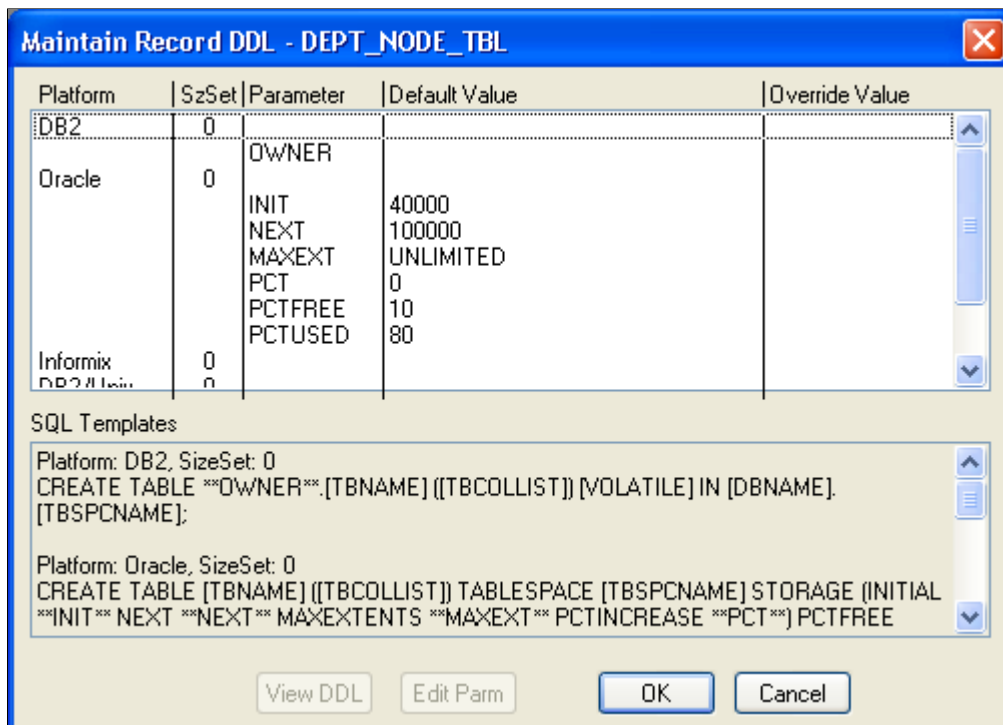 Maintain Record DDL - DEPT_NODE_TBL
Platform SzSet Parameter Default Value Override Value
DB2 0
OWNER
Oracle 0
INIT 40000
NEXT 100000
MAXEXT UNLIMITED
PCT 0
PCTFREE 10
PCTUSED 80
Informix 0
DB2/Univ 0
SQL Templates
Platform: DB2, SizeSet: 0
CREATE TABLE **OWNER**.[TBNAME] ([TBCOLLIST]) [VOLATILE] IN [DBNAME].
[TBSPCNAME];
Platform: Oracle, SizeSet: 0
CREATE TABLE [TBNAME] ([TBCOLLIST]) TABLESPACE [TBSPCNAME] STORAGE (INITIAL
**INIT** NEXT **NEXT** MAXEXTENTS **MAXEXT** PCTINCREASE **PCT**) PCTFREE
View DDL Edit Parm OK Cancel